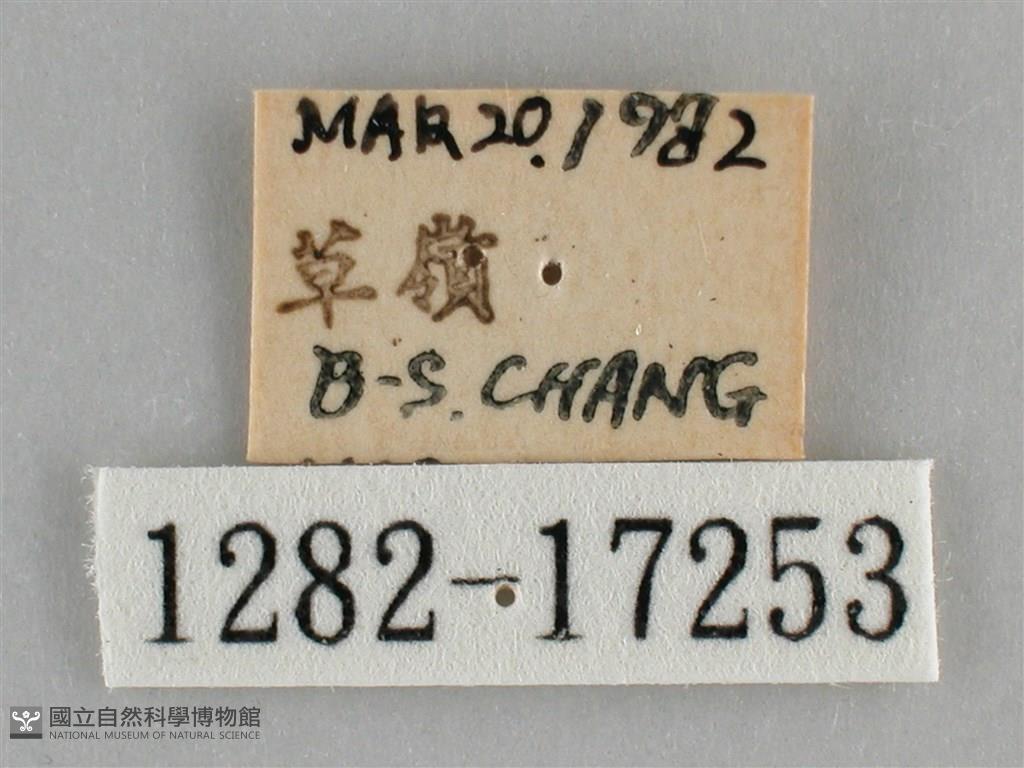 MAR 20. 1982
草嶺
B-S. CHANG
1282-17253
國立自然科學博物館
NATIONAL MUSEUM OF NATURAL SCIENCE